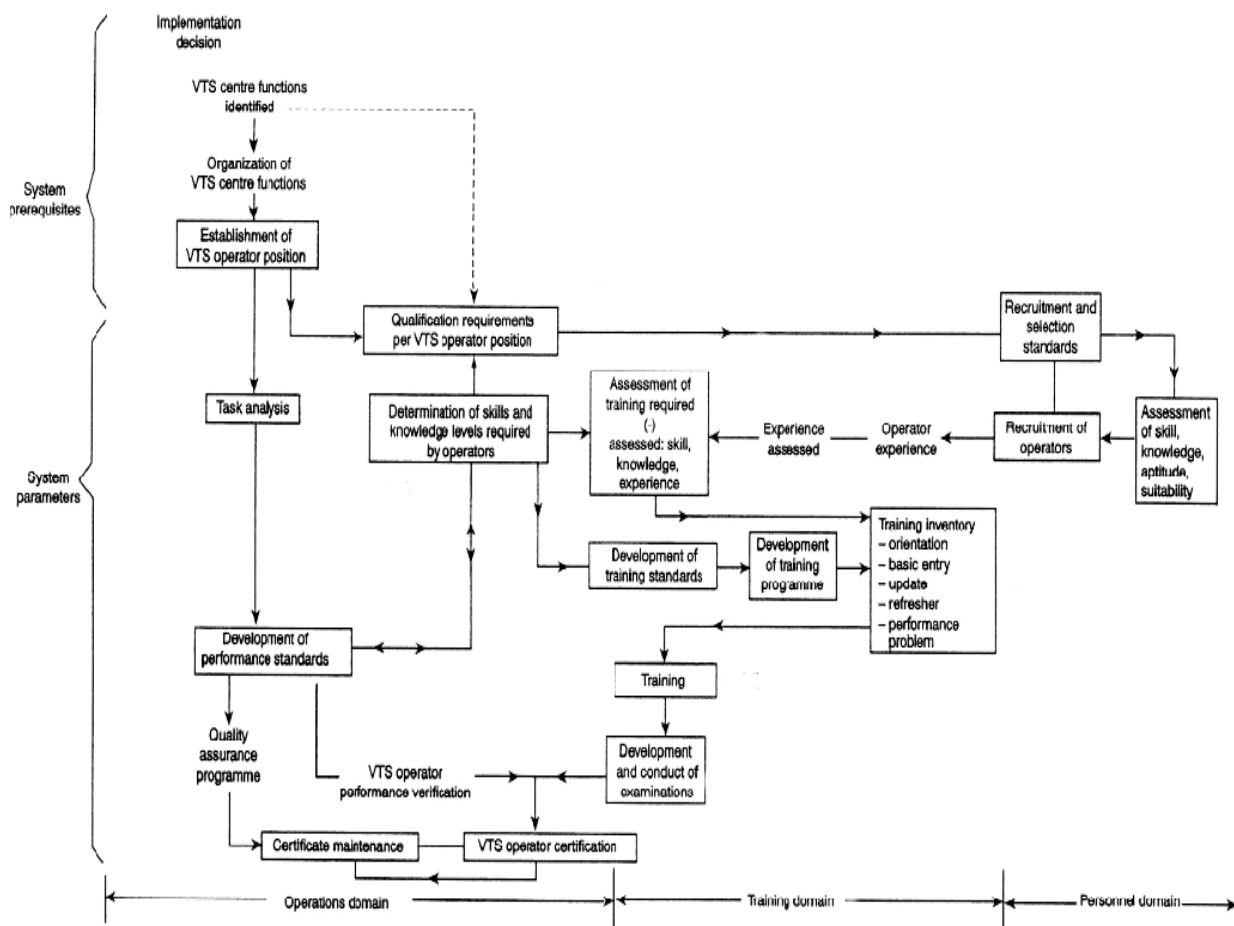 Implementation
decision
VTS centre functions
identified
Organization of
VTS centre functions
System
prerequisites
Establishment of
VTS operator position
Qualification requirements
per VTS operator position
Recruitment and
and selection
standards
Task analysis
Determination of skills and
knowledge levels required
by operators
Assessment of
training required
(-)
assessed: skill,
knowledge,
experience
Experience
assessed
Operator
experience
Recruitment of
operators
Assessment
of skill,
knowledge,
aptitude,
suitability
System
parameters
Development of
training standards
Development
of training
programme
Training inventory
– orientation
– basic entry
– update
– refresher
– performance
problem
Development of
performance standards
Training
Quality
assurance
programme
VTS operator
performance verification
Development
and conduct of
examinations
Certificate maintenance
VTS operator certification
Operations domain
Training domain
Personnel domain